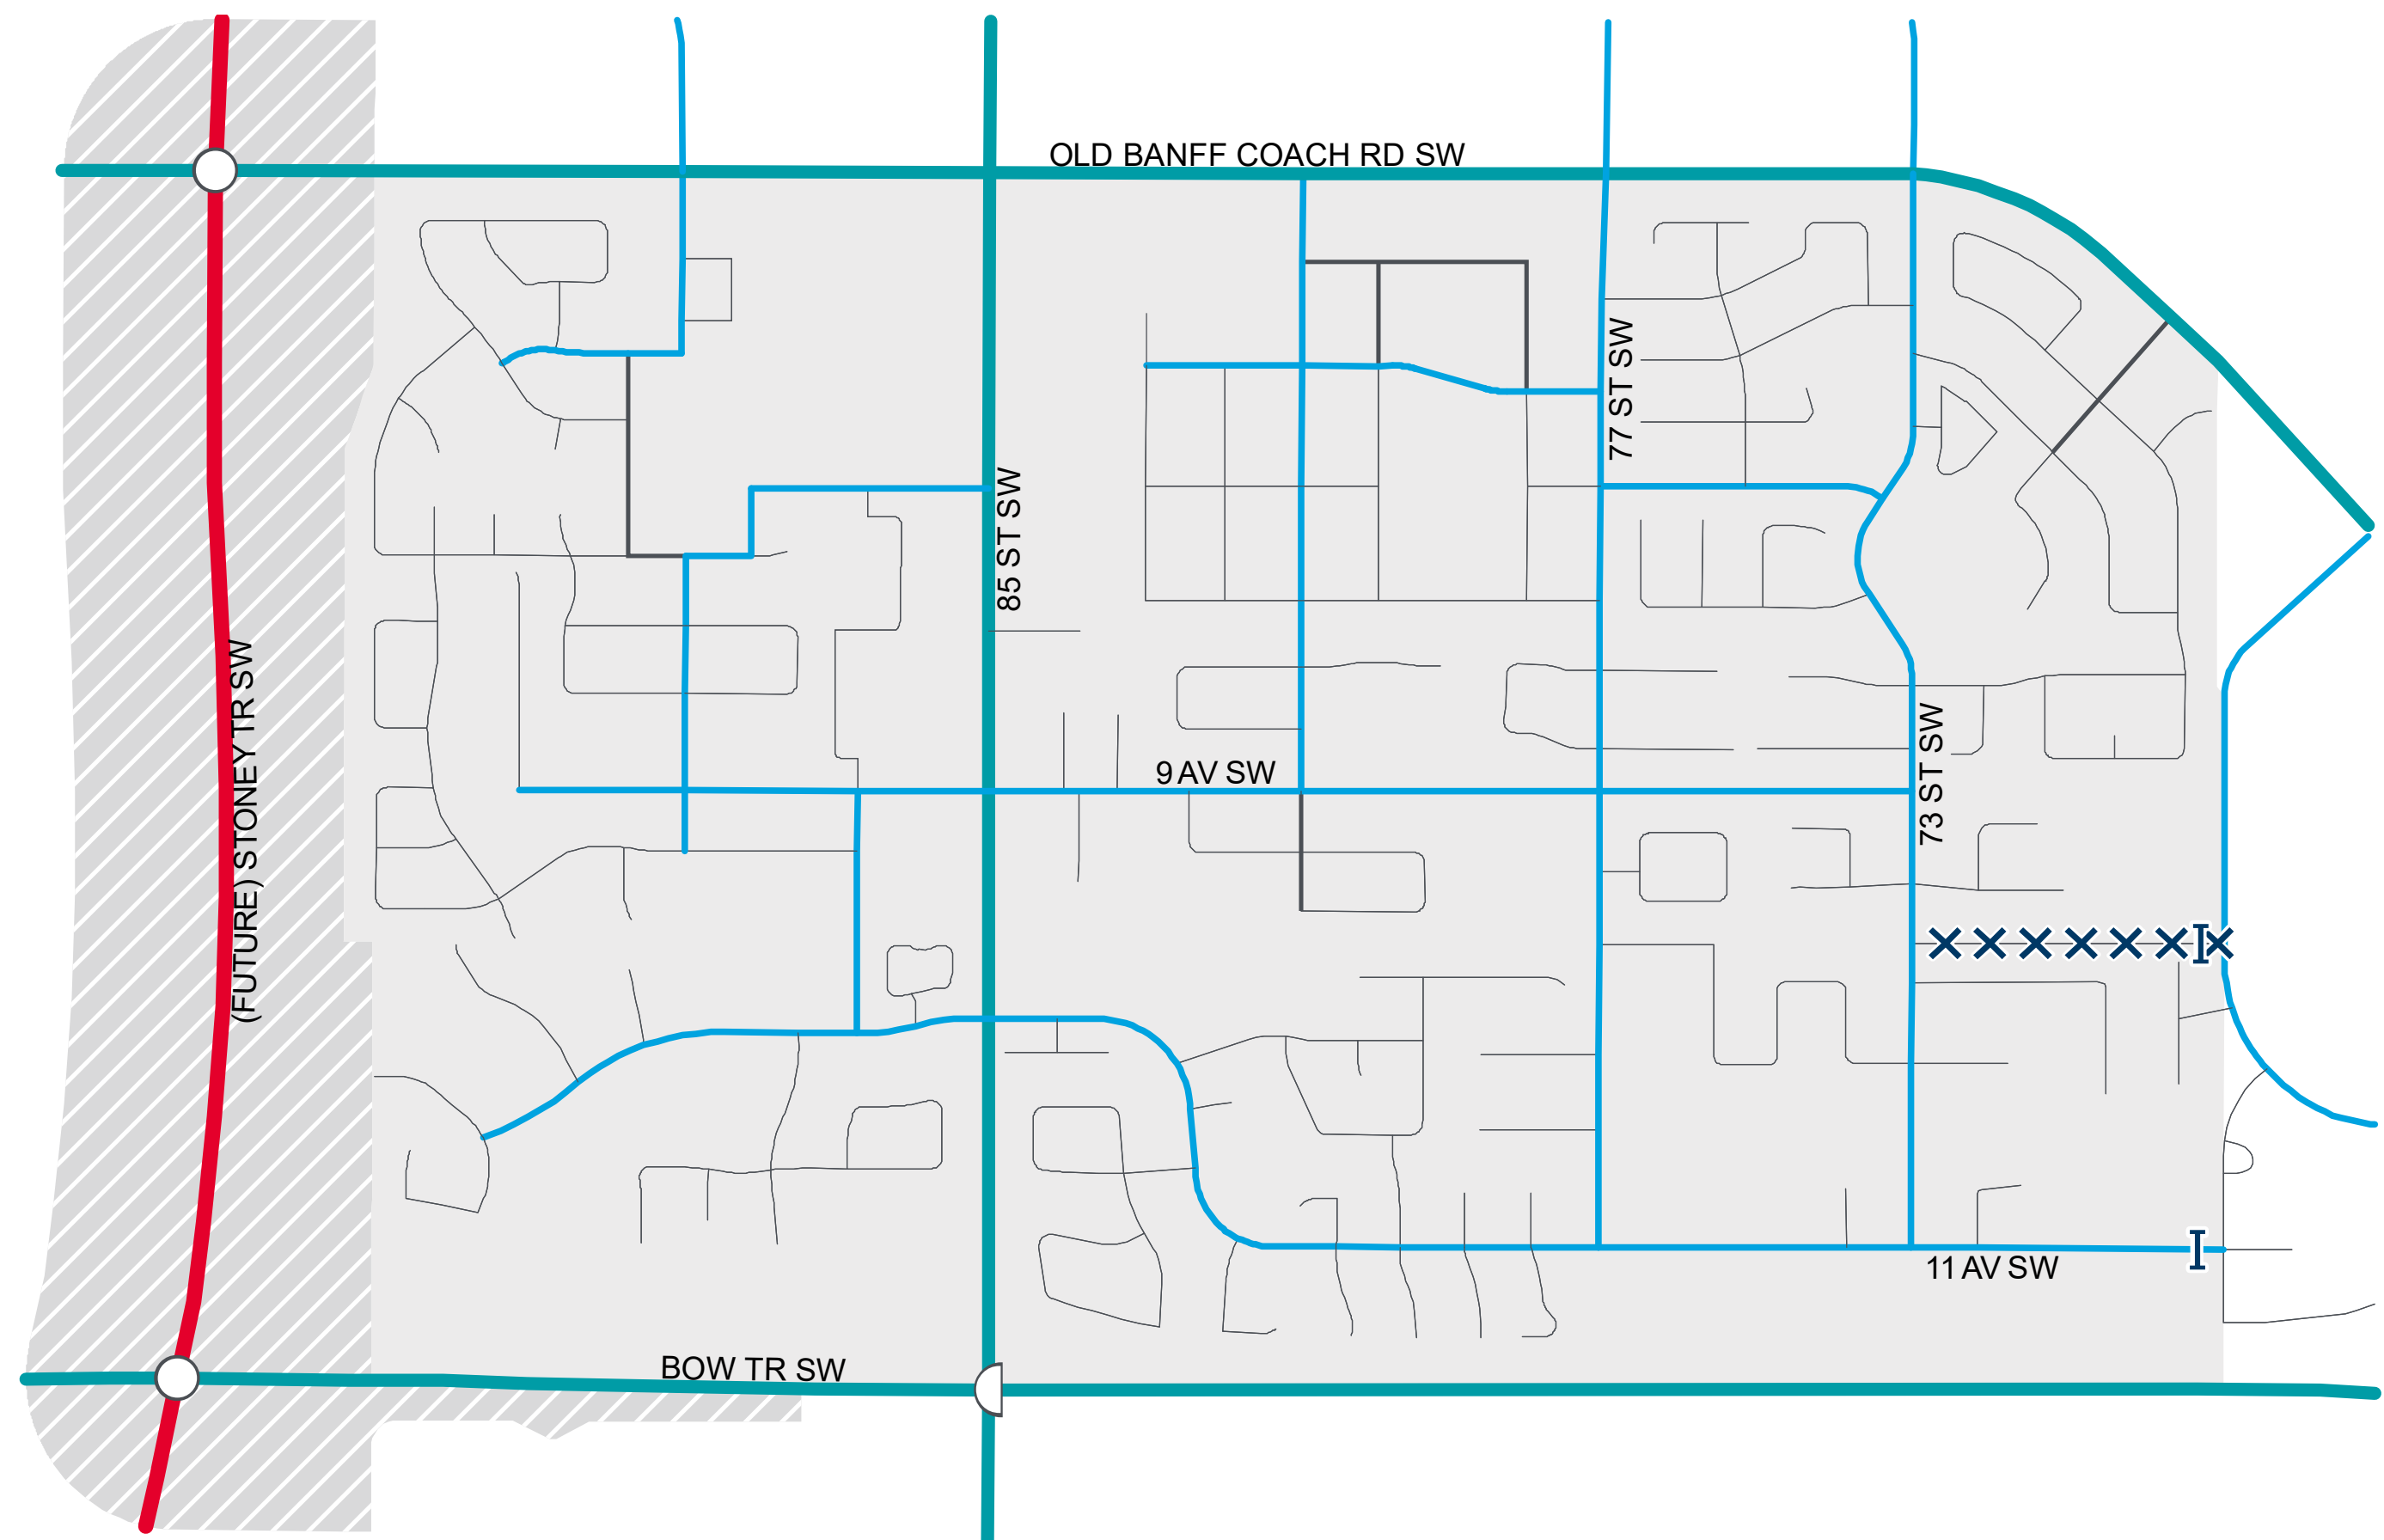 OLD BANFF COACH RD SW
77 ST SW
85 ST SW
(FUTURE) STONEY TR SW
73 ST SW
9 AV SW
11 AV SW
BOW TR SW